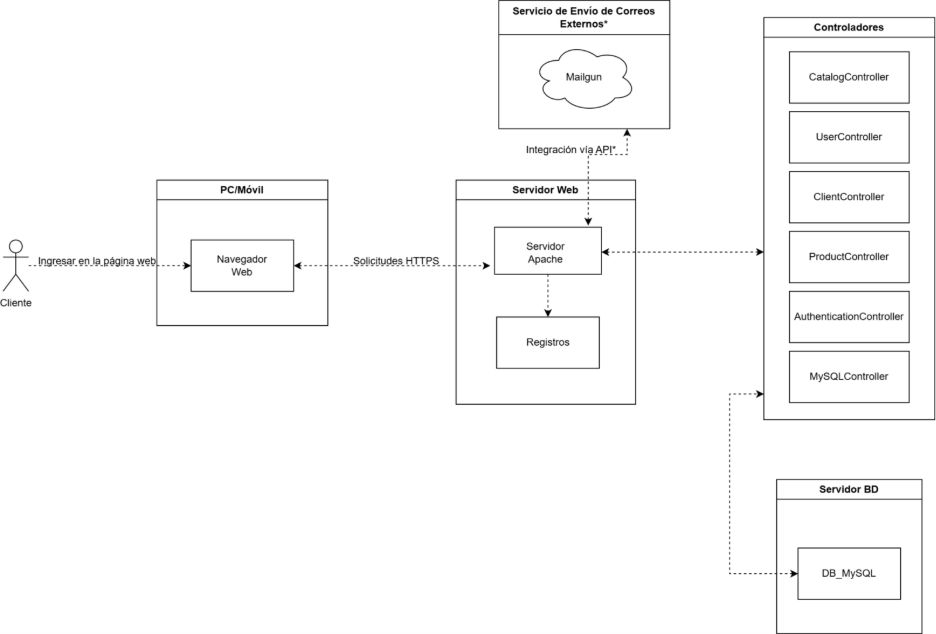 Servicio de Envío de Correos
Externos*
Mailgun
Integración vía API*
Controladores
CatalogController
UserController
ClientController
ProductController
AuthenticationController
MySQLController
PC/Móvil
Navegador
Web
Servidor Web
Servidor
Apache
Registros
Ingresar en la página web
Solicitudes HTTPS
Cliente
Servidor BD
DB_MySQL